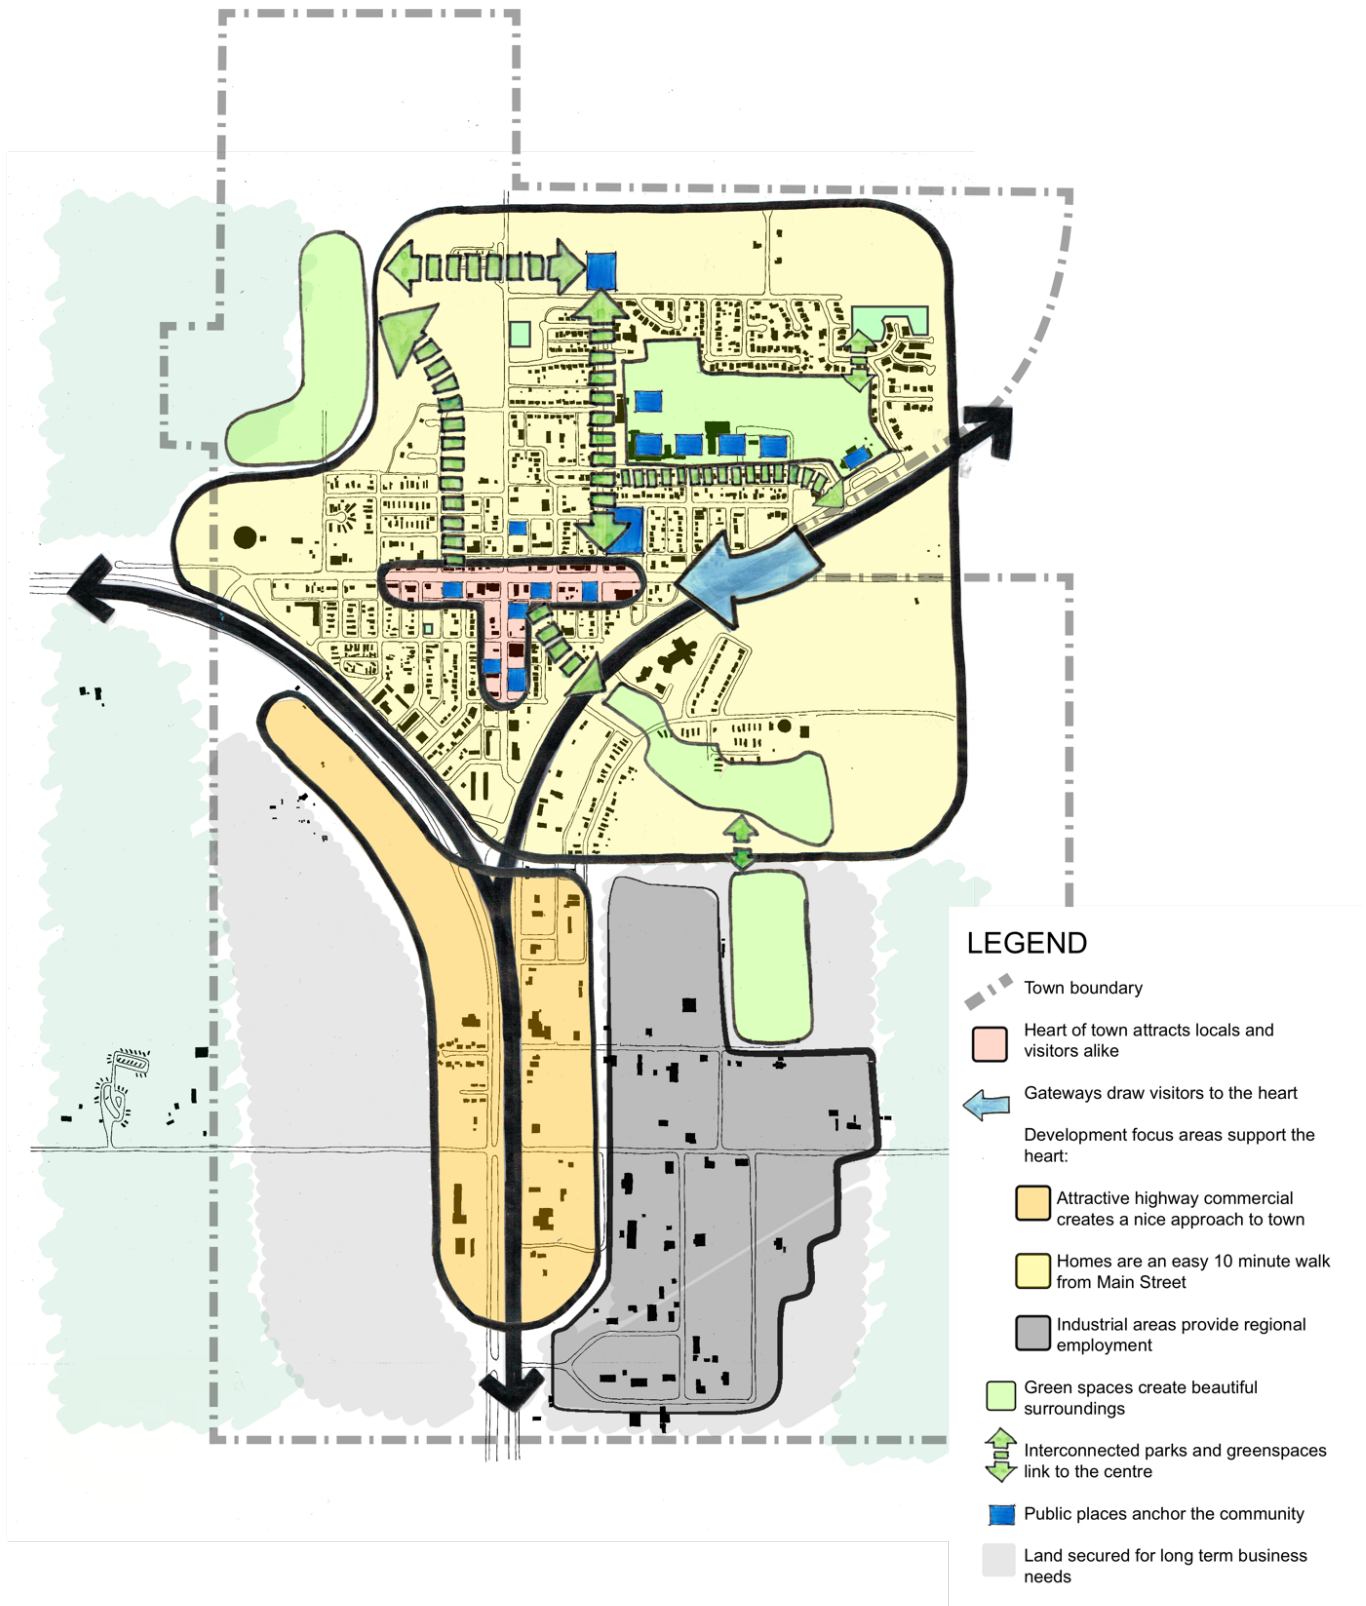 LEGEND
Town boundary
Heart of town attracts locals and
visitors alike
Gateways draw visitors to the heart
Development focus areas support the
heart:
Attractive highway commercial
creates a nice approach to town
Homes are an easy 10 minute walk
from Main Street
Industrial areas provide regional
employment
Green spaces create beautiful
surroundings
Interconnected parks and greenspaces
link to the centre
Public places anchor the community
Land secured for long term business
needs